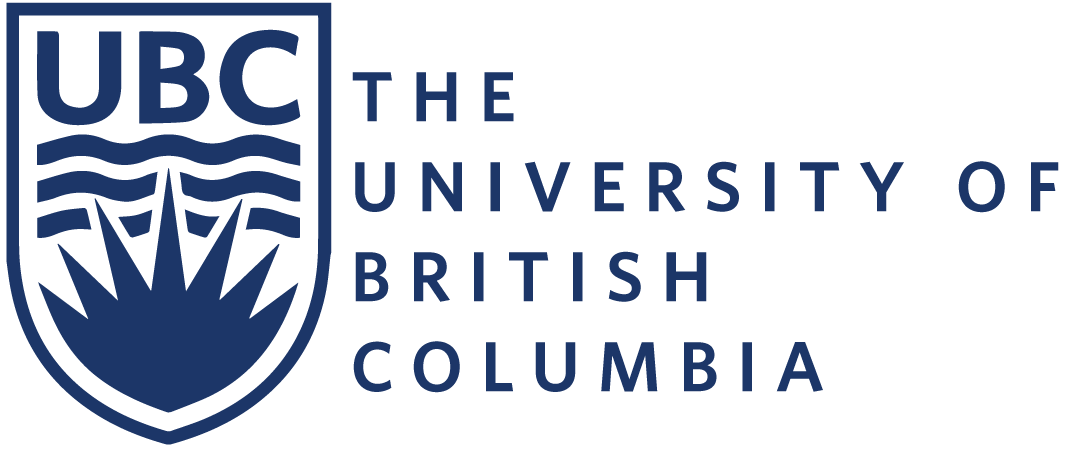 UBC
THE
UNIVERSITY OF
BRITISH
COLUMBIA